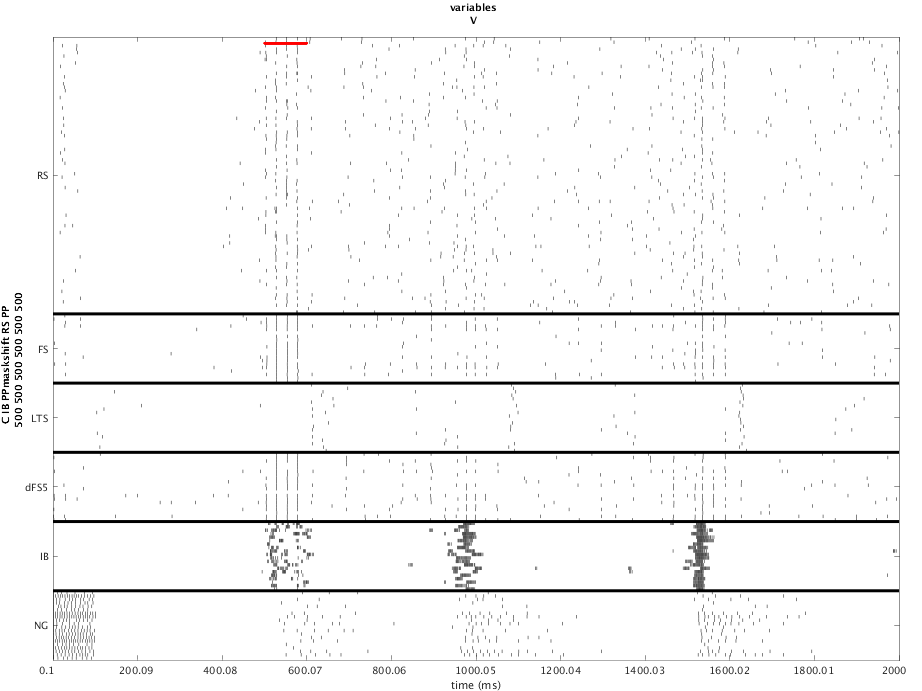 variables
V
RS
FS
LTS
dFS5
IB
NG
C IB PPmaskshift RS PP
500 500 500 500 500 500
0.1 200.09 400.08 600.07 800.06 1000.05 1200.04 1400.03 1600.02 1800.01 2000
time (ms)